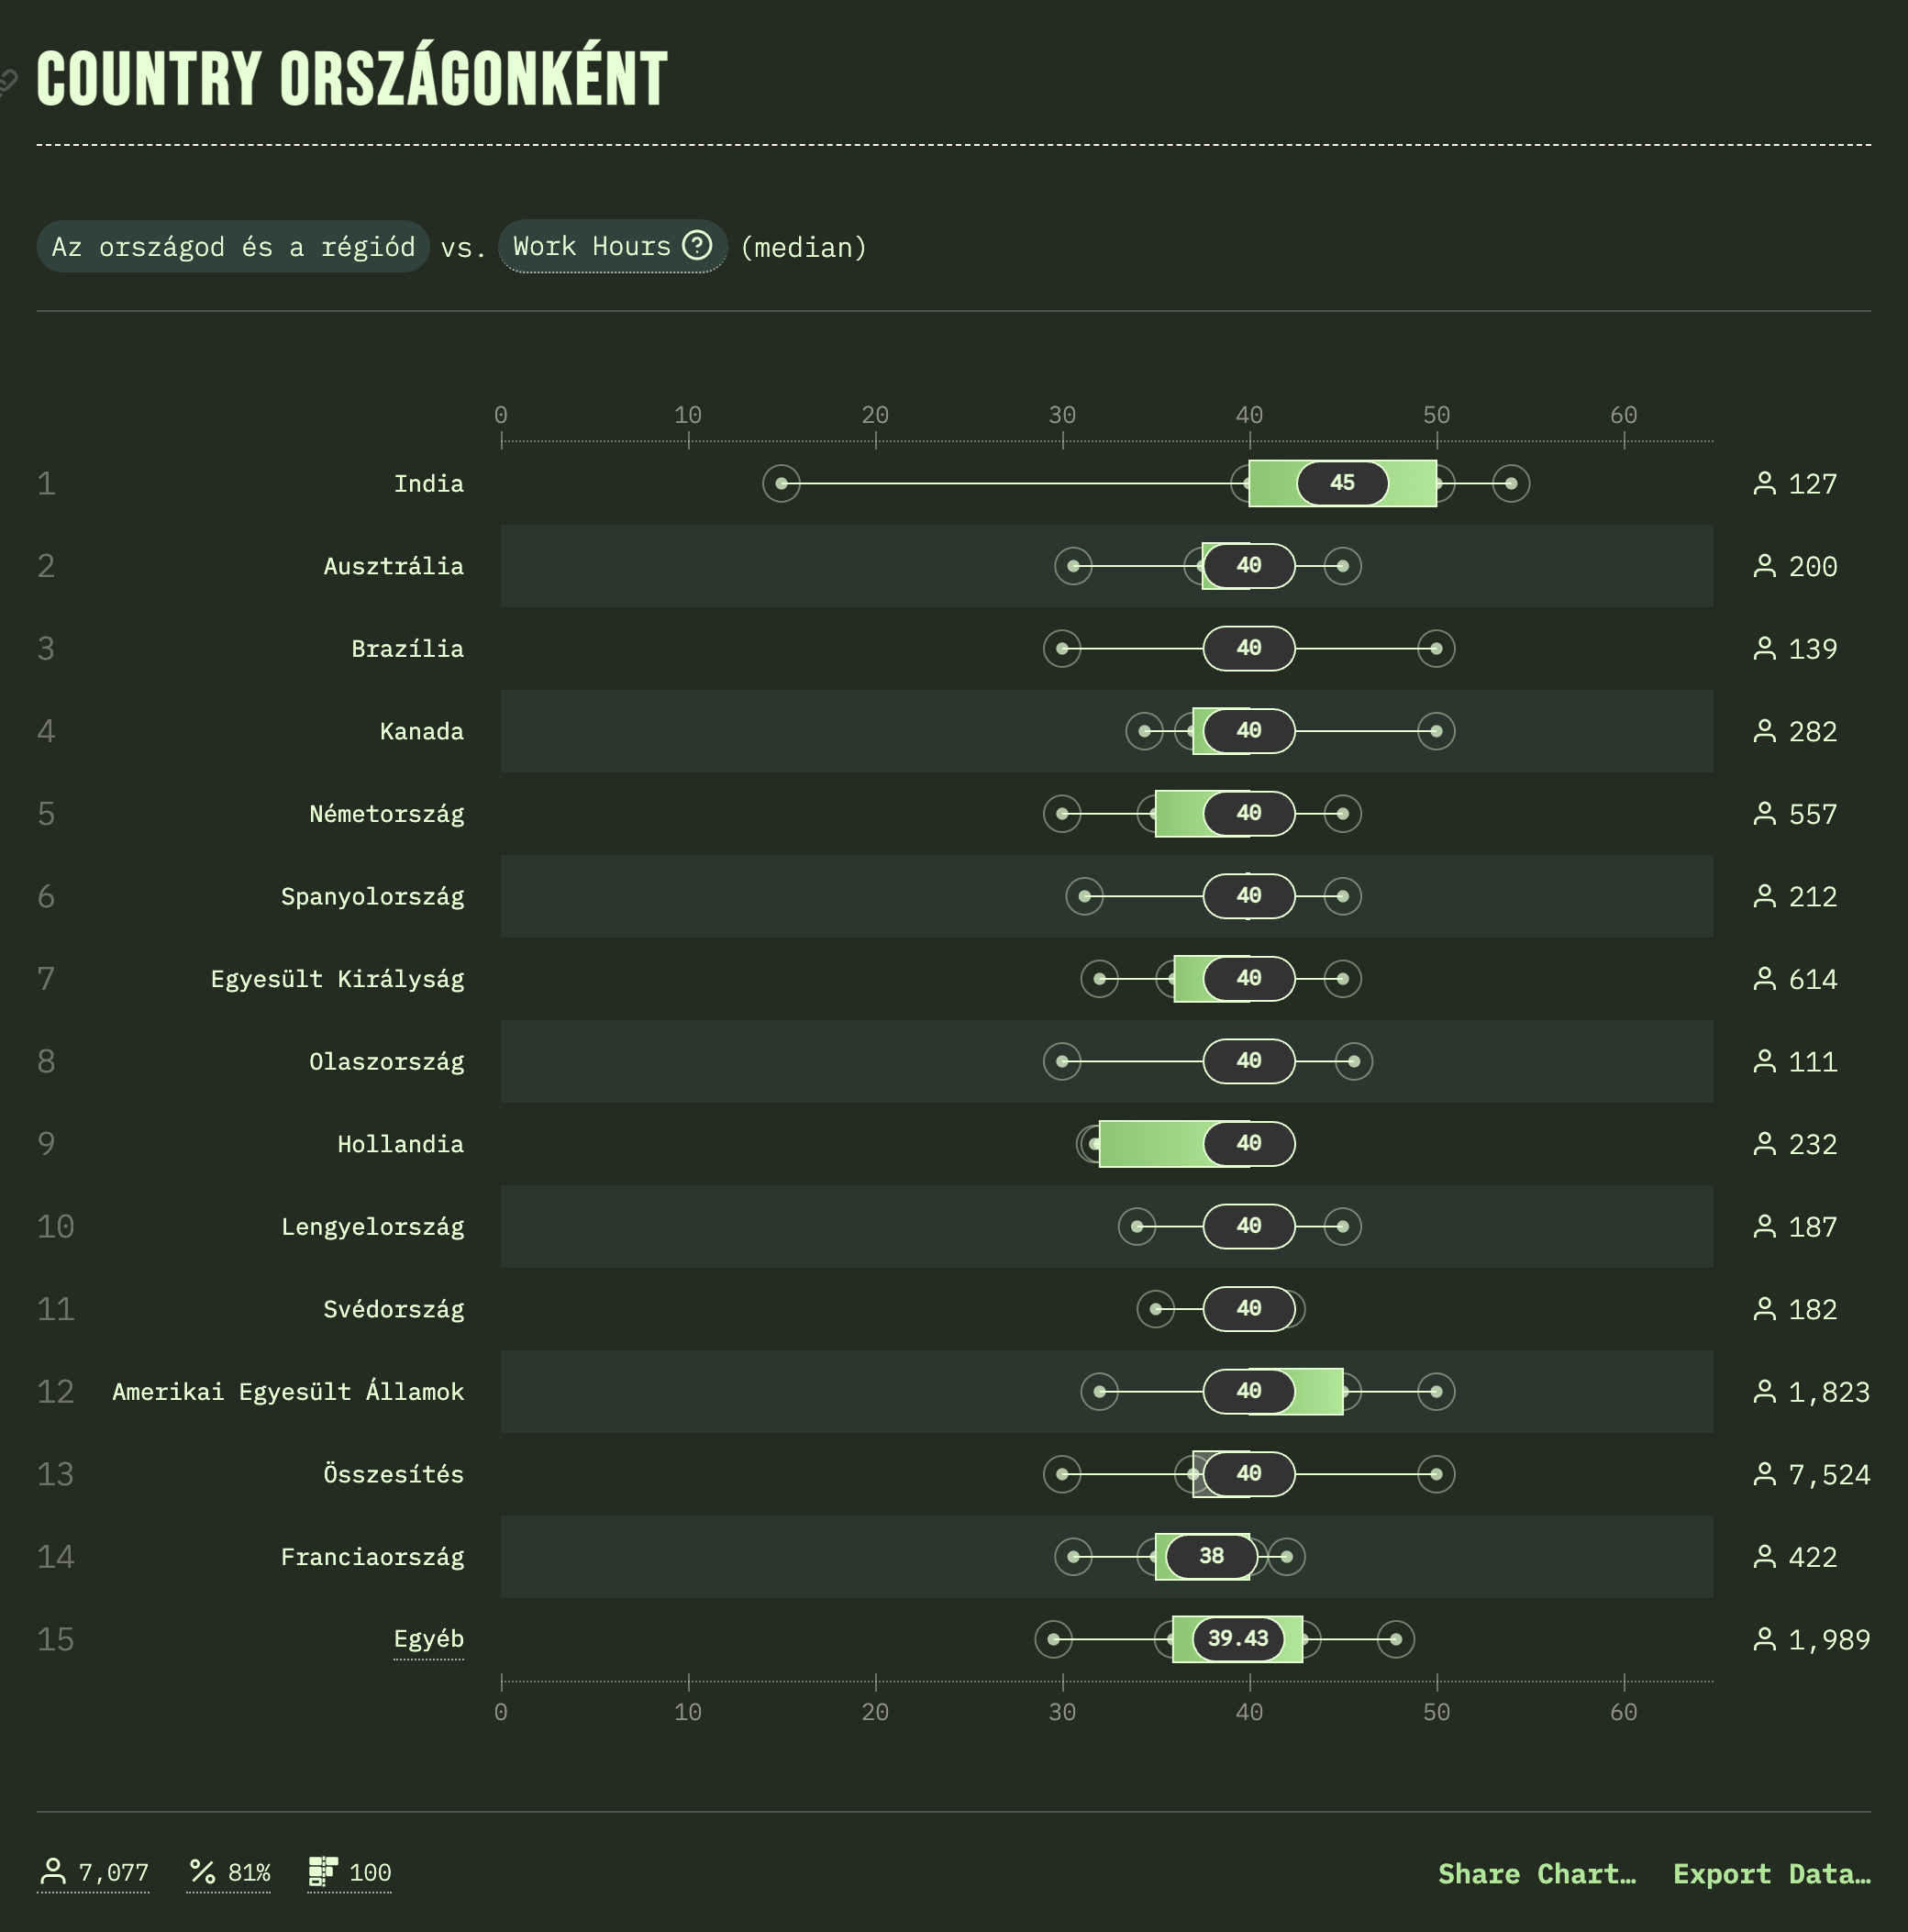 COUNTRY ORSZÁGONKÉNT
Az országod és a régiód vs. Work Hours (median)
0 10 20 30 40 50 60
1 India 45 127
2 Ausztrália 40 200
3 Brazília 40 139
4 Kanada 40 282
5 Németország 40 557
6 Spanyolország 40 212
7 Egyesült Királyság 40 614
8 Olaszország 40 111
9 Hollandia 40 232
10 Lengyelország 40 187
11 Svédország 40 182
12 Amerikai Egyesült Államok 40 1,823
13 Összesítés 40 7,524
14 Franciaország 38 422
15 Egyéb 39.43 1,989
0 10 20 30 40 50 60
7,077 81% 100 Share Chart… Export Data…